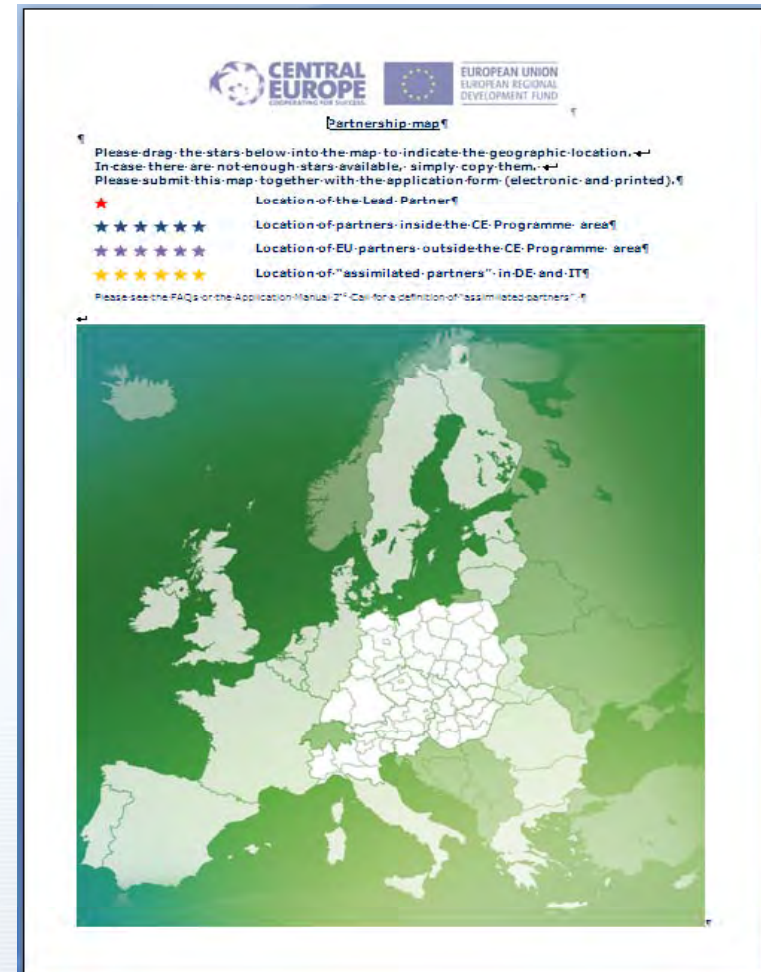 CENTRAL
EUROPE
COOPERATING FOR SUCCESS.
EUROPEAN UNION
EUROPEAN REGIONAL
DEVELOPMENT FUND
Partnership map
Please drag the stars below into the map to indicate the geographic location.
In case there are not enough stars available, simply copy them.
Please submit this map together with the application form (electronic and printed).
Location of the Lead Partner
Location of partners inside the CE Programme area
Location of EU partners outside the CE Programme area
Location of "assimilated partners" in DE and IT
Please see the FAQs or the Application Manual 2nd Call for a definition of "assimilated partners".